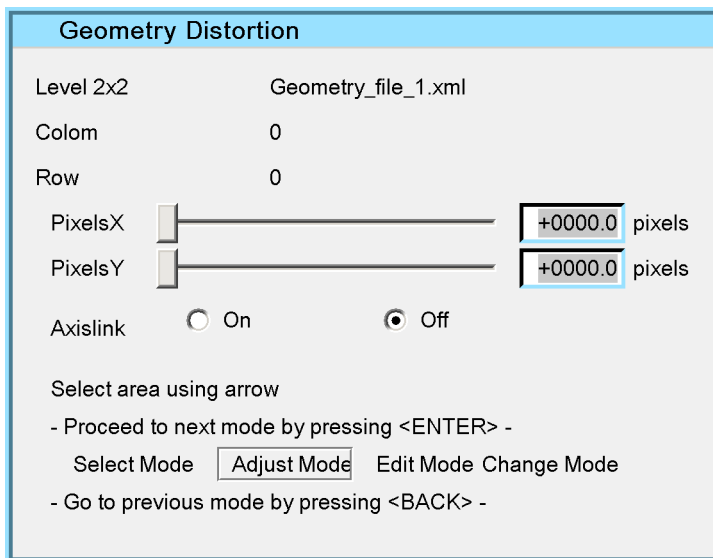 Geometry Distortion
Level 2x2 Geometry_file_1.xml
Colom 0
Row 0
PixelsX +0000.0 pixels
PixelsY +0000.0 pixels
Axislink On Off
Select area using arrow
- Proceed to next mode by pressing <ENTER> -
Select Mode Adjust Mode Edit Mode Change Mode
- Go to previous mode by pressing <BACK> -